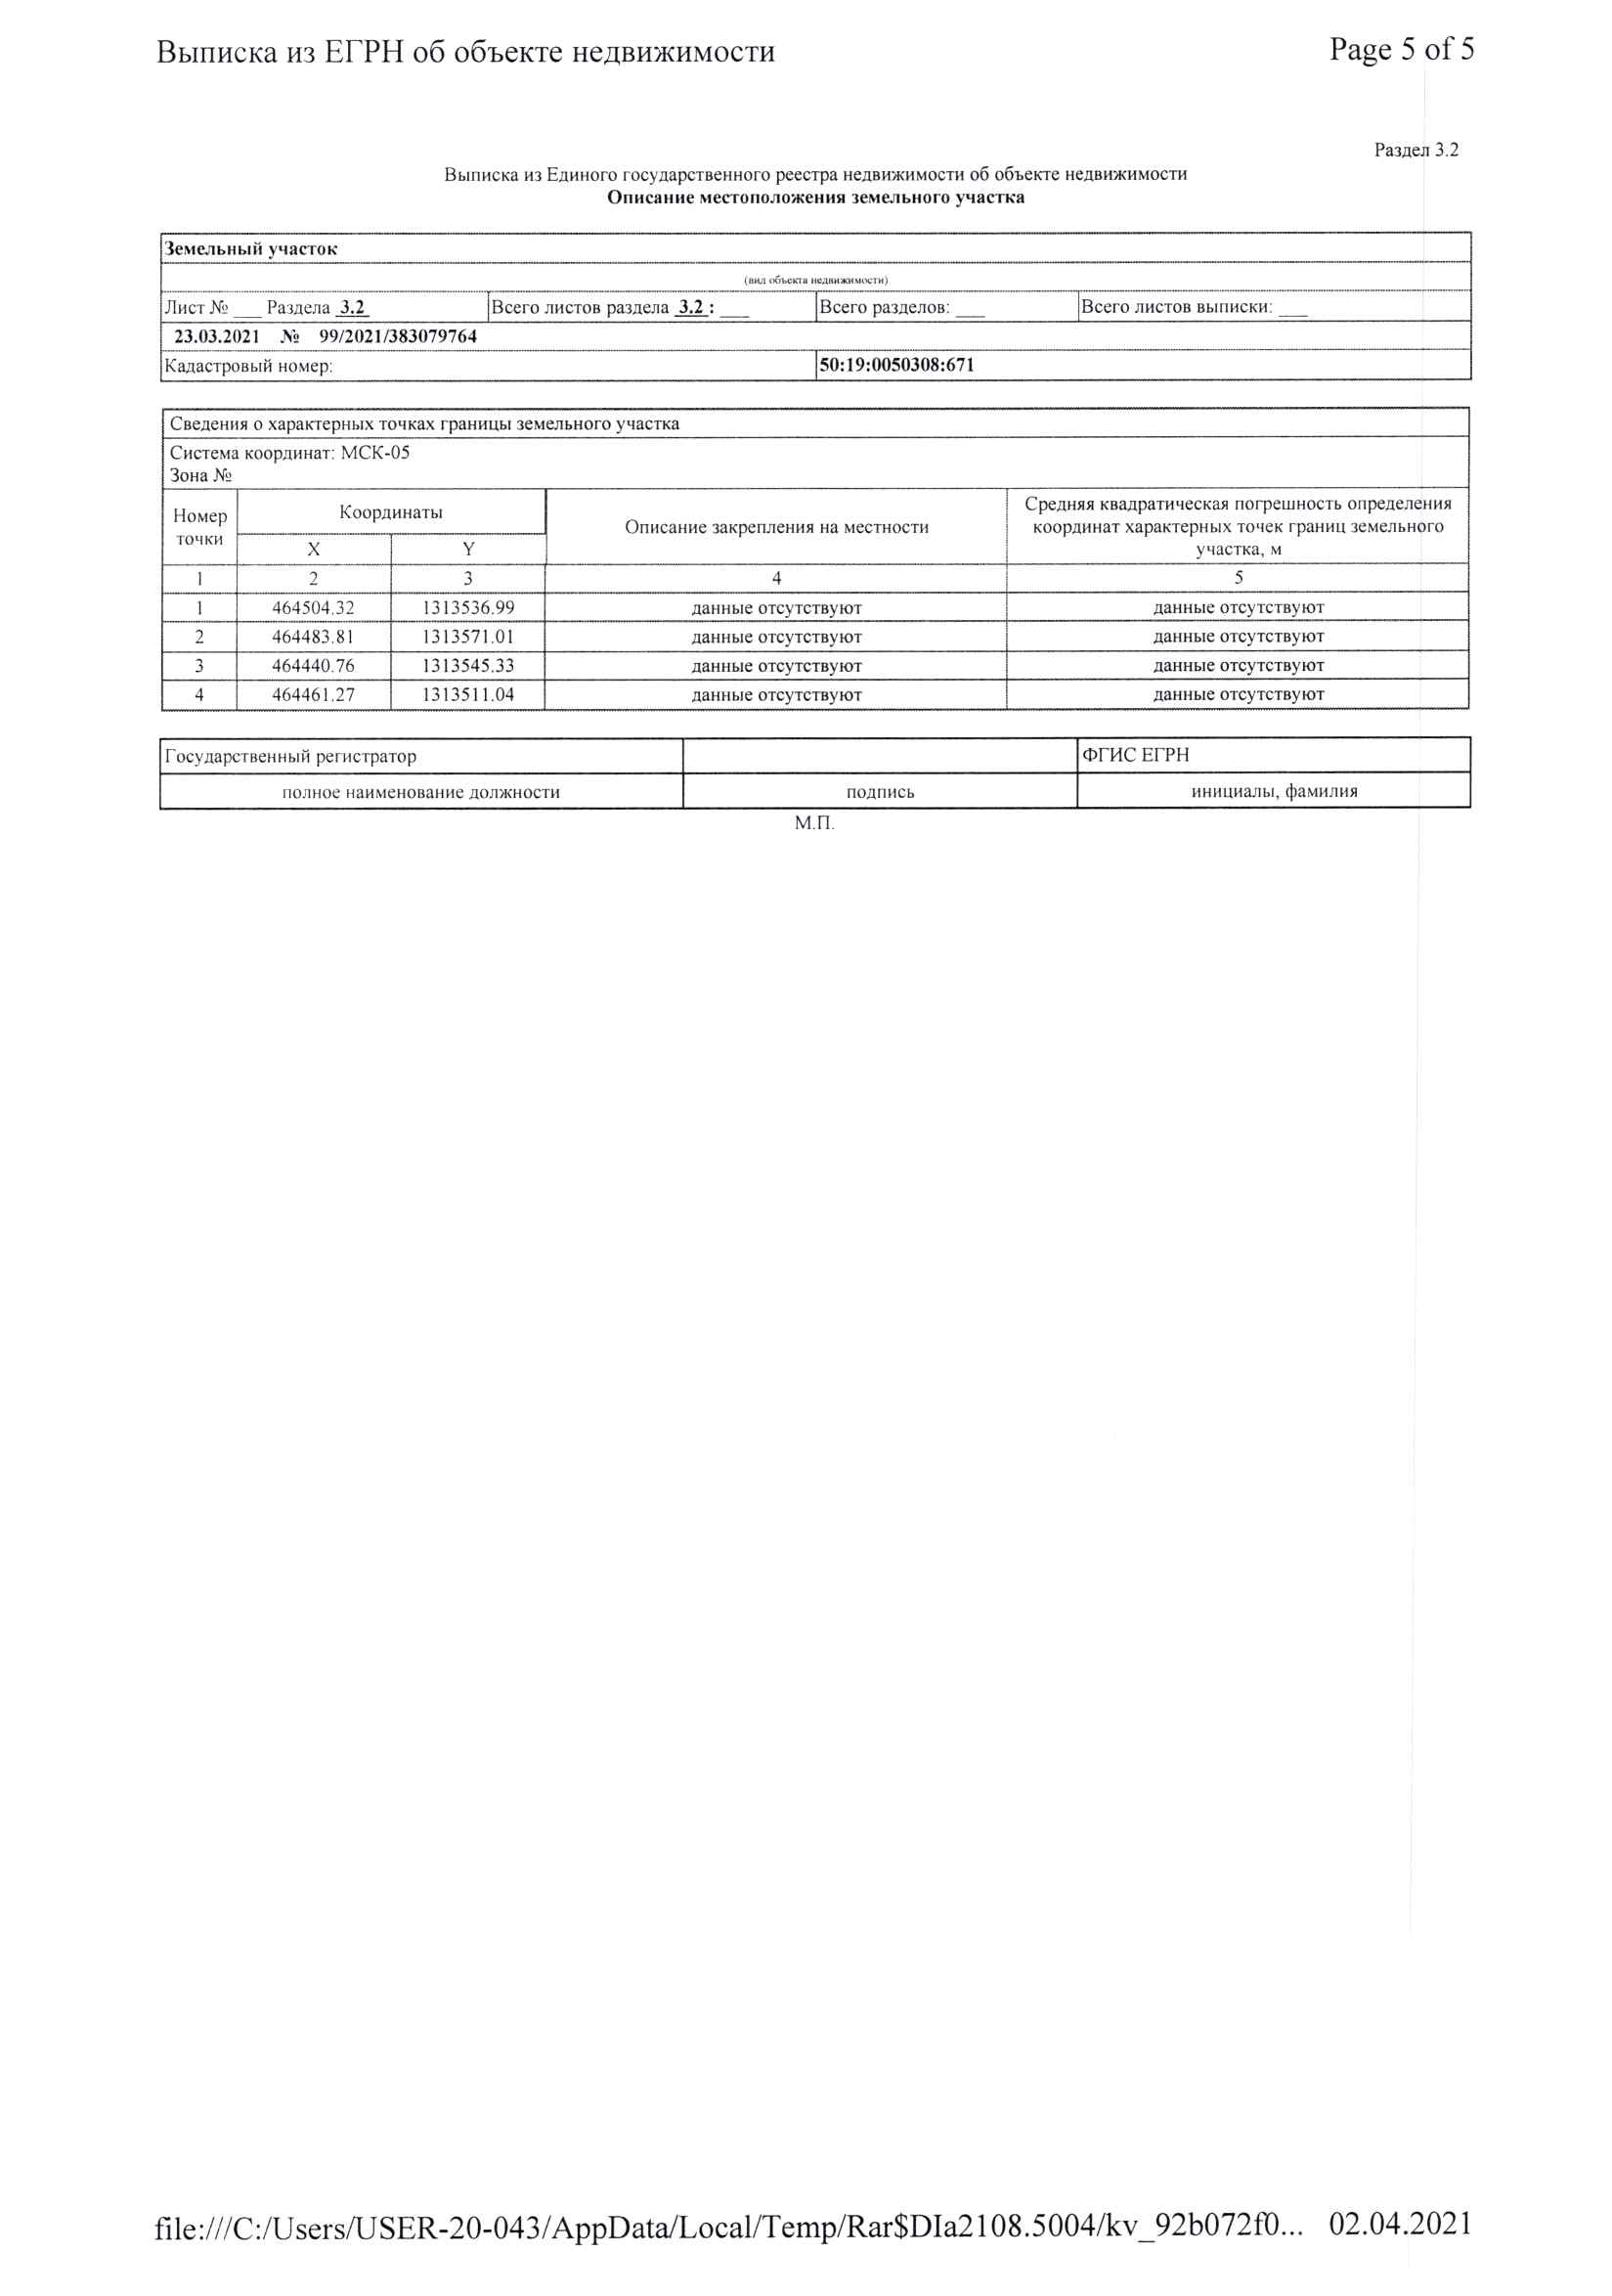 Выписка из ЕГРН об объекте недвижимости Page 5 of 5
Раздел 3.2
Выписка из Единого государственного реестра недвижимости об объекте недвижимости
Описание местоположения земельного участка
Земельный участок
(вид объекта недвижимости)
Лист № ___ Раздела 3.2 Всего листов раздела 3.2 : ___ Всего разделов: ___ Всего листов выписки: ___
23.03.2021 № 99/2021/383079764
Кадастровый номер: 50:19:0050308:671
Сведения о характерных точках границы земельного участка
Система координат: МСК-05
Зона №
Номер точки Координаты Описание закрепления на местности Средняя квадратическая погрешность определения координат характерных точек границ земельного участка, м
X Y
1 2 3 4 5
1 464504.32 1313536.99 данные отсутствуют данные отсутствуют
2 464483.81 1313571.01 данные отсутствуют данные отсутствуют
3 464440.76 1313545.33 данные отсутствуют данные отсутствуют
4 464461.27 1313511.04 данные отсутствуют данные отсутствуют
Государственный регистратор ФГИС ЕГРН
полное наименование должности подпись инициалы, фамилия
М.П.
file:///C:/Users/USER-20-043/AppData/Local/Temp/Rar$DIa2108.5004/kv_92b072f0... 02.04.2021